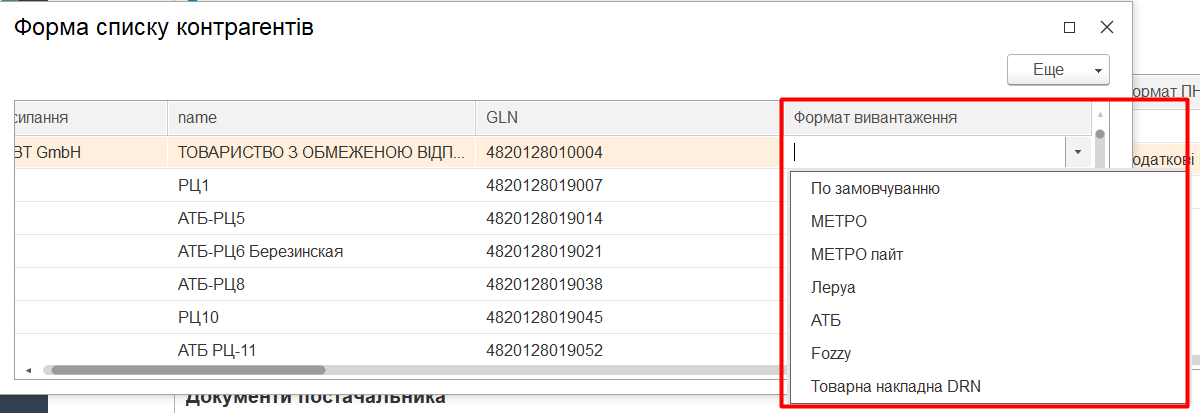 Форма списку контрагентів
Еще
ормат ПН
силання name GLN Формат вивантаження
ВТ GmbH ТОВАРИСТВО З ОБМЕЖЕНОЮ ВІДП... 4820128010004
одаткові
РЦ1 4820128019007
По замовчуванню
АТБ-РЦ5 4820128019014
МЕТРО
АТБ-РЦ6 Березинская 4820128019021
МЕТРО лайт
АТБ-РЦ8 4820128019038
Леруа
РЦ10 4820128019045
АТБ
АТБ РЦ-11 4820128019052
Fozzy
Товарна накладна DRN
Документи постачальника